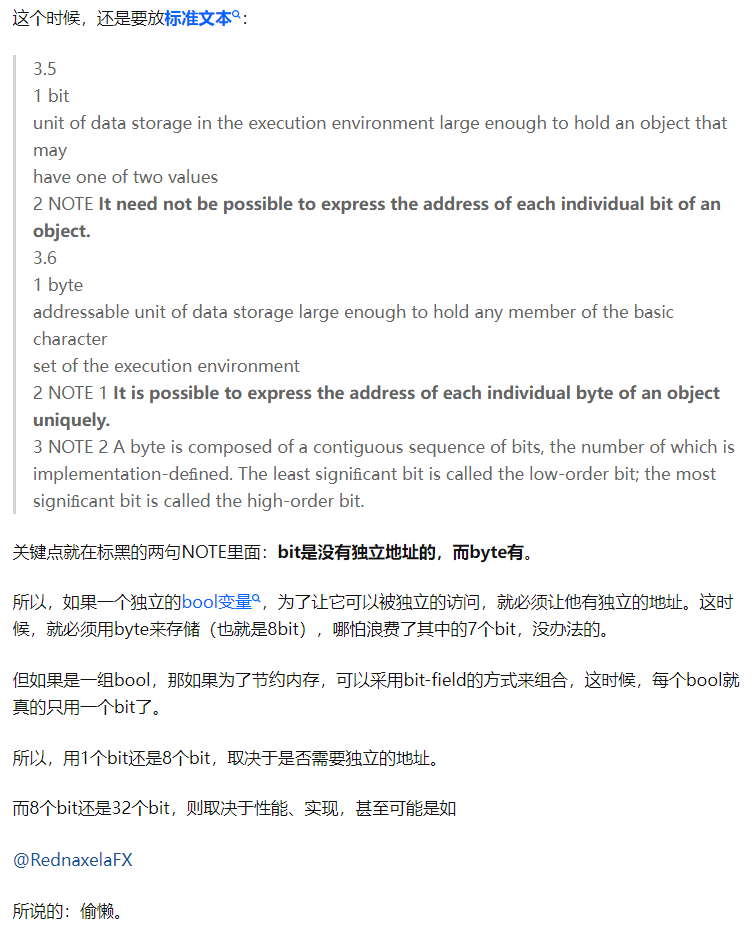 这个时候，还是要放标准文本：
3.5
1 bit
unit of data storage in the execution environment large enough to hold an object that
may
have one of two values
2 NOTE It need not be possible to express the address of each individual bit of an
object.
3.6
1 byte
addressable unit of data storage large enough to hold any member of the basic
character
set of the execution environment
2 NOTE 1 It is possible to express the address of each individual byte of an object
uniquely.
3 NOTE 2 A byte is composed of a contiguous sequence of bits, the number of which is
implementation-defined. The least significant bit is called the low-order bit; the most
significant bit is called the high-order bit.
关键点就在标黑的两句NOTE里面：bit是没有独立地址的，而byte有。
所以，如果一个独立的bool变量，为了让它可以被独立的访问，就必须让他有独立的地址。这时
候，就必须用byte来存储（也就是8bit），哪怕浪费了其中的7个bit，没办法的。
但如果是一组bool，那如果为了节约内存，可以采用bit-field的方式来组合，这时候，每个bool就
真的只用一个bit了。
所以，用1个bit还是8个bit，取决于是否需要独立的地址。
而8个bit还是32个bit，则取决于性能、实现，甚至可能是如
@RednaxelaFX
所说的：偷懒。